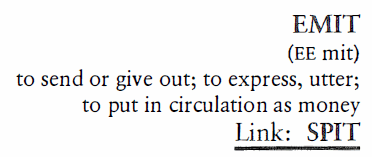 EMIT
(EE mit)
to send or give out; to express, utter;
to put in circulation as money
Link: SPIT